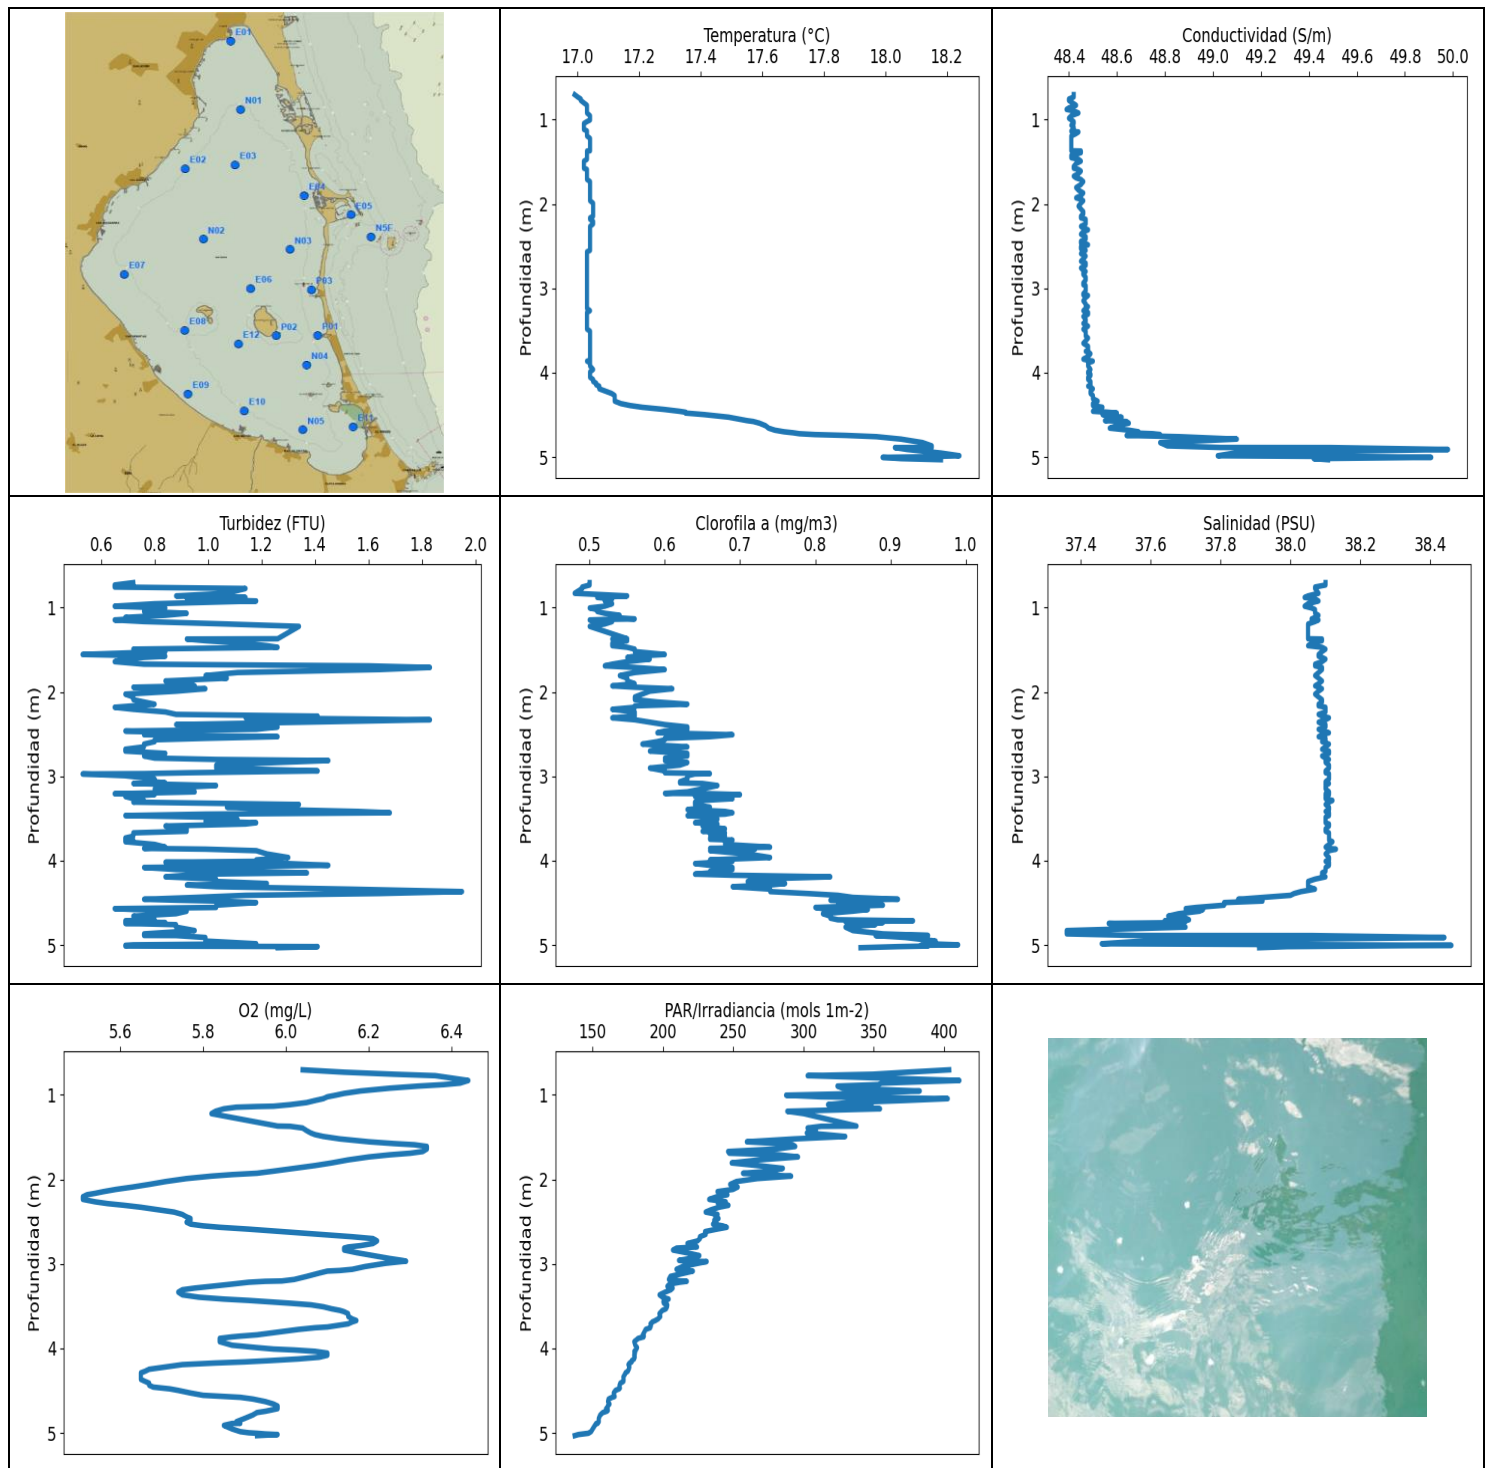 E01
N01
E02
E03
E04
E05
N5F
N02
N03
E07
E06
P03
E08
P02
P01
E12
N04
E09
E10
N05
E11
Temperatura (°C)
17.0 17.2 17.4 17.6 17.8 18.0 18.2
Profundidad (m)
1
2
3
4
5
Conductividad (S/m)
48.4 48.6 48.8 49.0 49.2 49.4 49.6 49.8 50.0
Profundidad (m)
1
2
3
4
5
Turbidez (FTU)
0.6 0.8 1.0 1.2 1.4 1.6 1.8 2.0
Profundidad (m)
1
2
3
4
5
Clorofila a (mg/m3)
0.5 0.6 0.7 0.8 0.9 1.0
Profundidad (m)
1
2
3
4
5
Salinidad (PSU)
37.4 37.6 37.8 38.0 38.2 38.4
Profundidad (m)
1
2
3
4
5
O2 (mg/L)
5.6 5.8 6.0 6.2 6.4
Profundidad (m)
1
2
3
4
5
PAR/Irradiancia (mols 1m-2)
150 200 250 300 350 400
Profundidad (m)
1
2
3
4
5